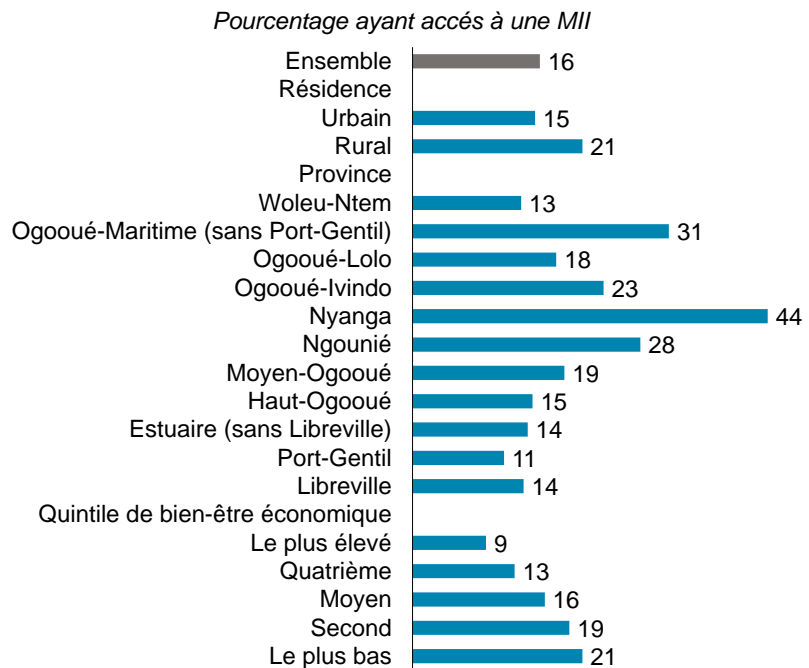 Pourcentage ayant accés à une MII
Ensemble 16
Résidence
Urbain 15
Rural 21
Province
Woleu-Ntem 13
Ogooué-Maritime (sans Port-Gentil) 31
Ogooué-Lolo 18
Ogooué-Ivindo 23
Nyanga 44
Ngounié 28
Moyen-Ogooué 19
Haut-Ogooué 15
Estuaire (sans Libreville) 14
Port-Gentil 11
Libreville 14
Quintile de bien-être économique
Le plus élevé 9
Quatrième 13
Moyen 16
Second 19
Le plus bas 21